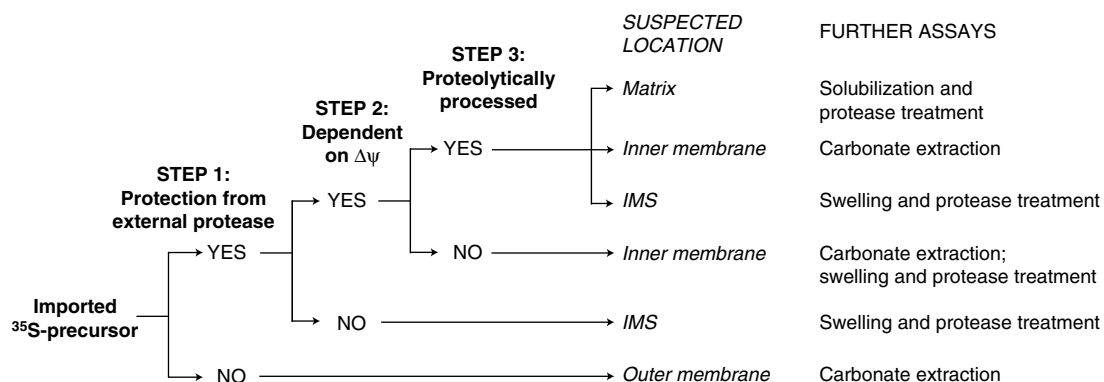 SUSPECTED
LOCATION
FURTHER ASSAYS
STEP 3:
Proteolytically
processed
Matrix
Solubilization and
protease treatment
STEP 2:
Dependent
on Δψ
YES
Inner membrane
Carbonate extraction
STEP 1:
Protection from
external protease
YES
IMS
Swelling and protease treatment
YES
NO
Inner membrane
Carbonate extraction;
swelling and protease treatment
Imported
³⁵S-precursor
NO
IMS
Swelling and protease treatment
NO
Outer membrane
Carbonate extraction